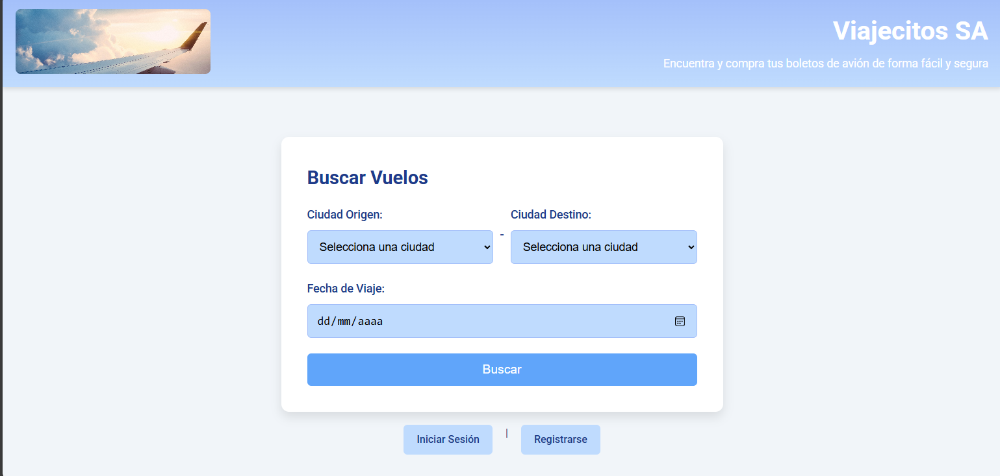 Viajecitos SA
Encuentra y compra tus boletos de avión de forma fácil y segura
Buscar Vuelos
Ciudad Origen:
Ciudad Destino:
Selecciona una ciudad
-
Selecciona una ciudad
Fecha de Viaje:
dd/mm/aaaa
Buscar
Iniciar Sesión | Registrarse